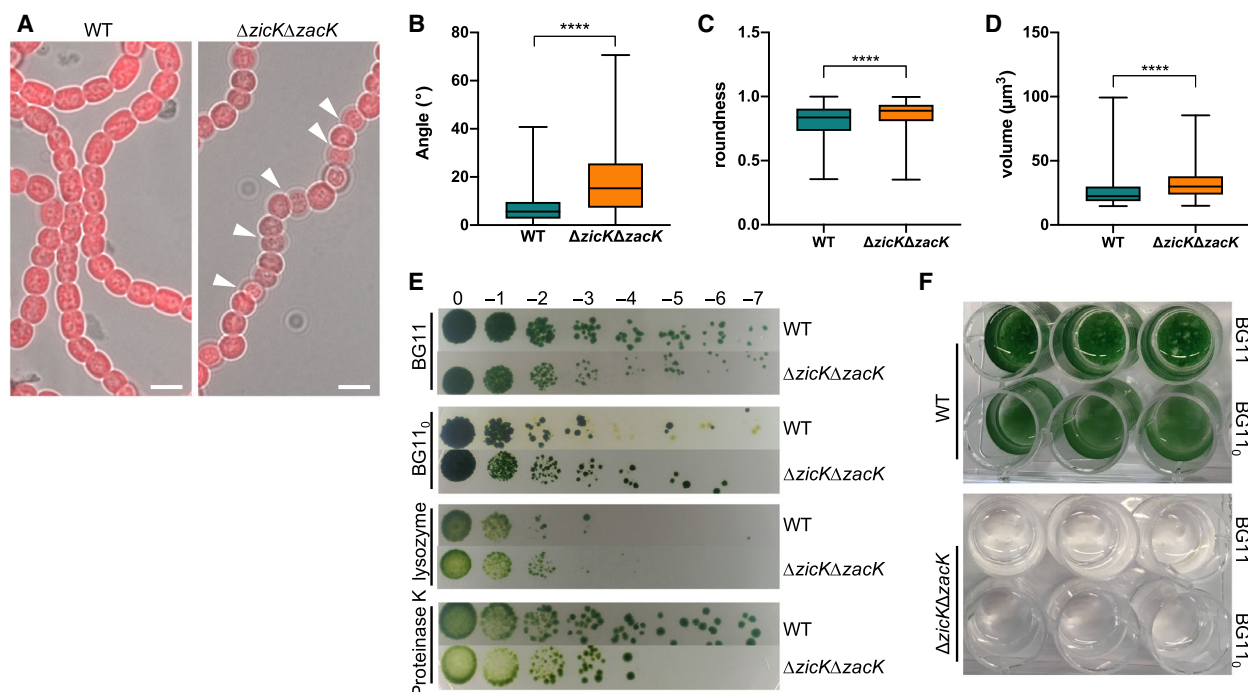 A
WT
ΔzicKΔzacK
B
80
60
40
20
0
Angle (°)
****
WT
ΔzicKΔzacK
C
1.5
1.0
0.5
0.0
roundness
****
WT
ΔzicKΔzacK
D
150
100
50
0
volume (µm³)
****
WT
ΔzicKΔzacK
E
0 –1 –2 –3 –4 –5 –6 –7
BG11
WT
ΔzicKΔzacK
BG11₀
WT
ΔzicKΔzacK
lysozyme
WT
ΔzicKΔzacK
Proteinase K
WT
ΔzicKΔzacK
F
WT
BG11
BG11₀
ΔzicKΔzacK
BG11
BG11₀